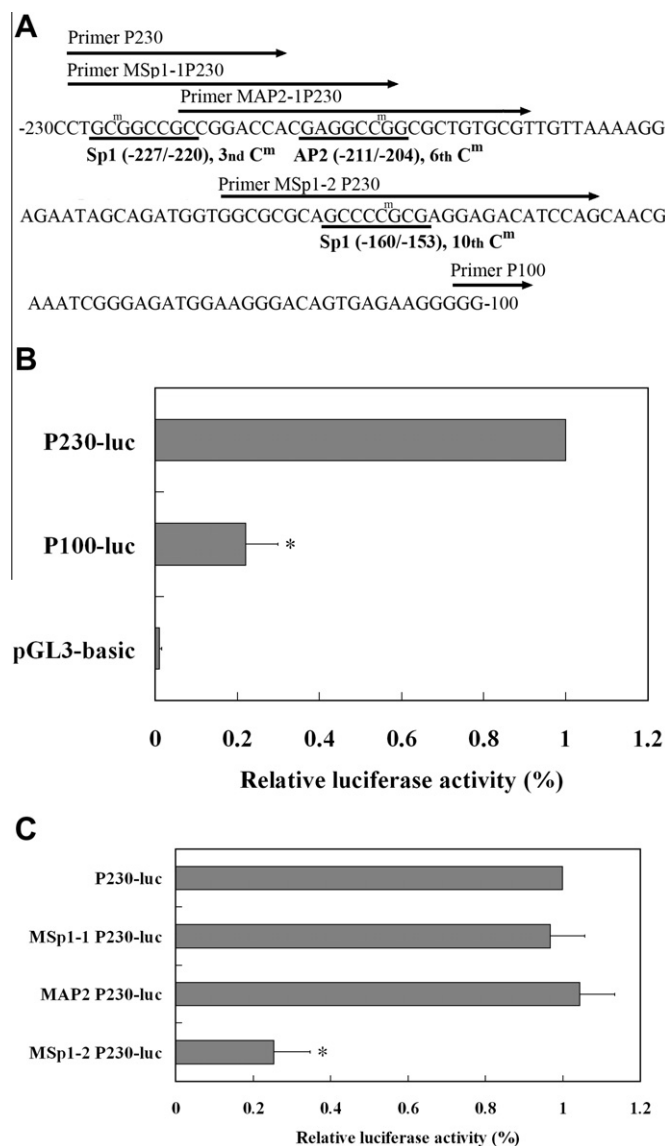 A
Primer P230
Primer MSp1-1P230
Primer MAP2-1P230
m m
-230CCTGCGGCCGCCGGACCACGAGGCCGGCGCTGTGCGTTGTTAAAAGG
Sp1 (-227/-220), 3nd Cm AP2 (-211/-204), 6th Cm
Primer MSp1-2 P230
m
AGAATAGCAGATGGTGGCGCGCAGCCCCGCGAGGAGACATCCAGCAACG
Sp1 (-160/-153), 10th Cm
Primer P100
AAATCGGGAGATGGAAGGGACAGTGAGAAGGGGG-100
B
P230-luc
P100-luc
*
pGL3-basic
0 0.2 0.4 0.6 0.8 1 1.2
Relative luciferase activity (%)
C
P230-luc
MSp1-1 P230-luc
MAP2 P230-luc
MSp1-2 P230-luc
*
0 0.2 0.4 0.6 0.8 1 1.2
Relative luciferase activity (%)